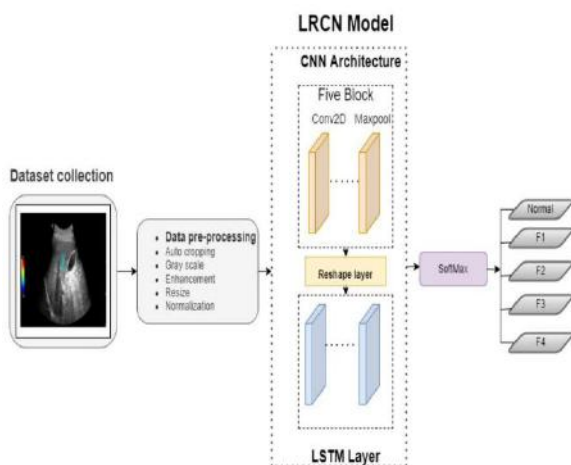 LRCN Model
CNN Architecture
Five Block
Conv2D Maxpool
Dataset collection
Data pre-processing
Auto cropping
Gray scale
Enhancement
Resize
Normalization
Reshape layer
SoftMax
Normal
F1
F2
F3
F4
LSTM Layer